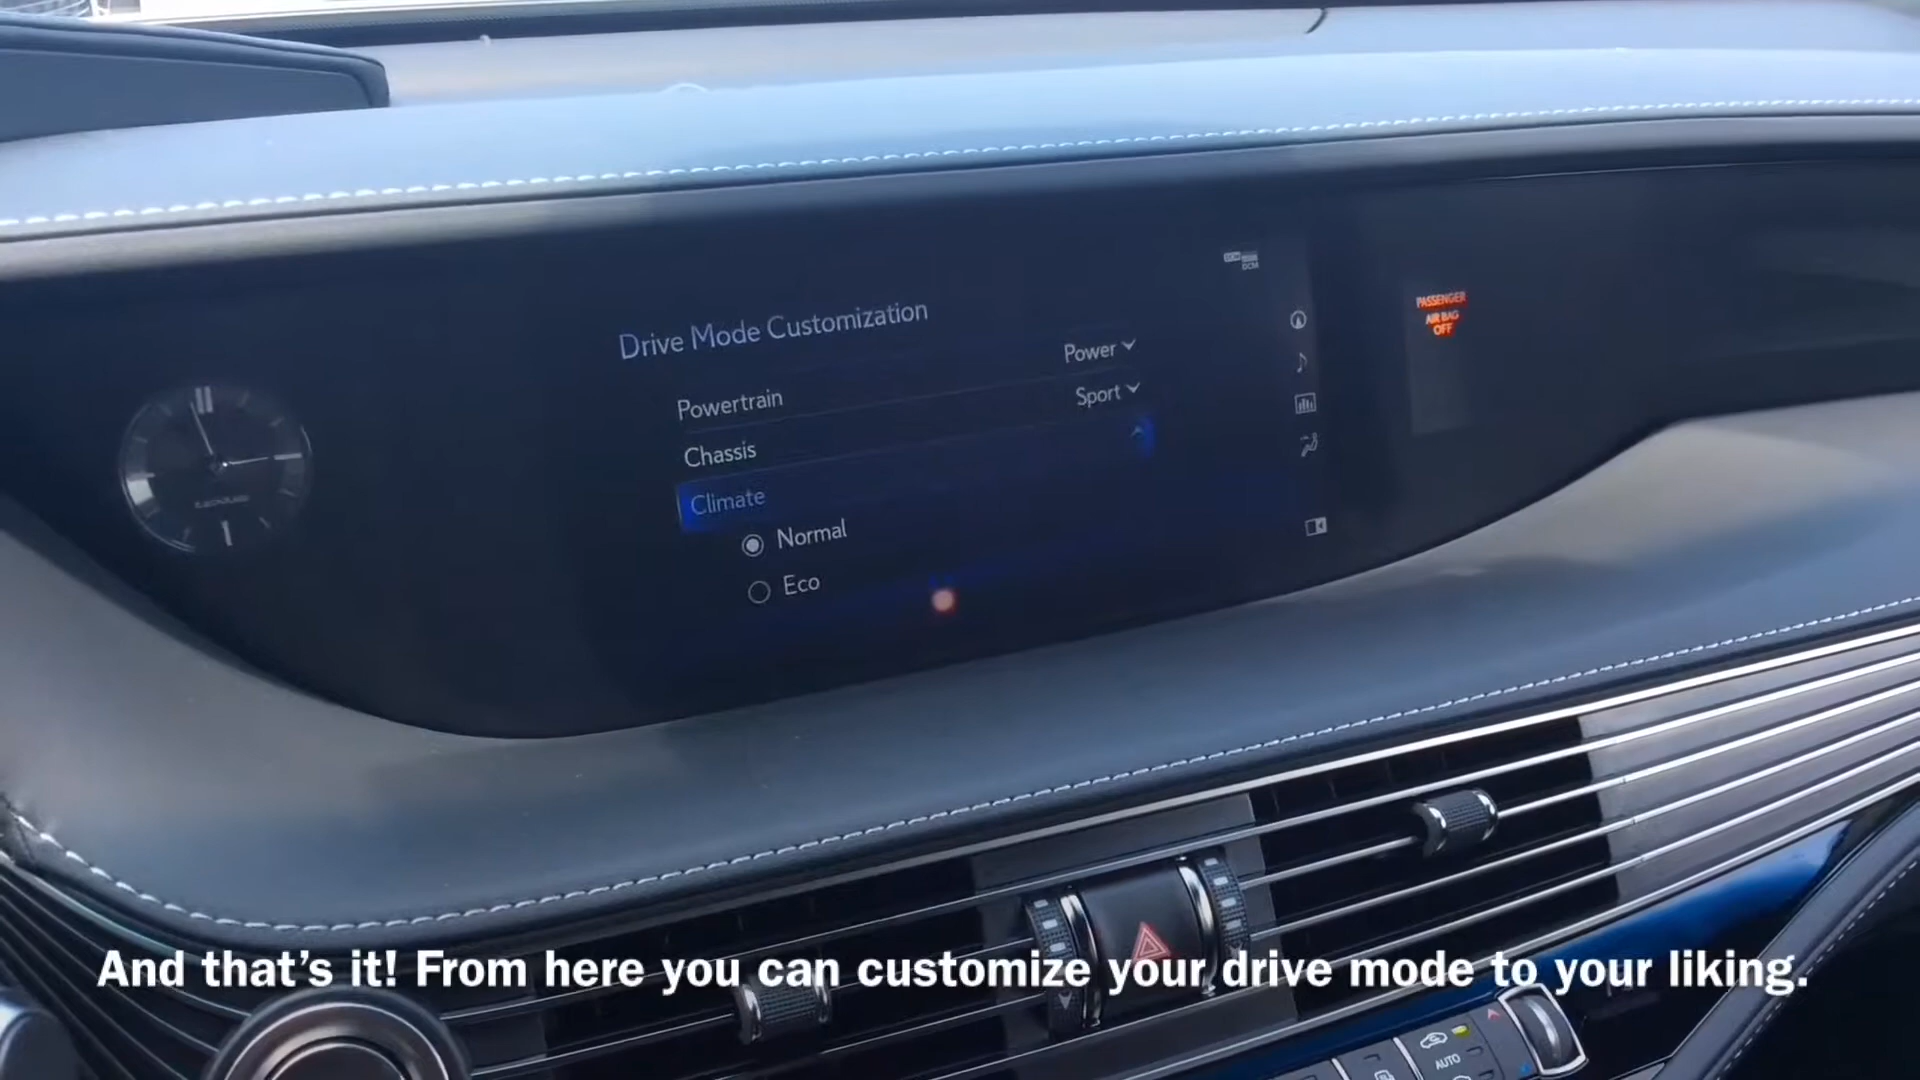 DCM
Drive Mode Customization
Powertrain
Power
Chassis
Sport
Climate
Normal
Eco
PASSENGER
AIR BAG
OFF
And that's it! From here you can customize your drive mode to your liking.
AUTO